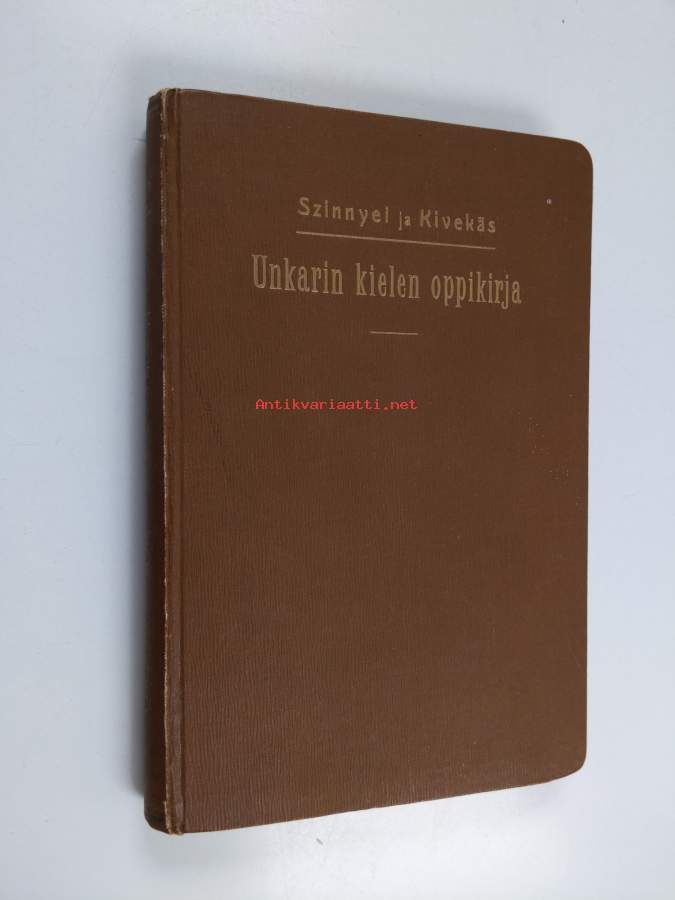 Szinnyei ja Kivekäs
Unkarin kielen oppikirja
Antikvariaatti.net